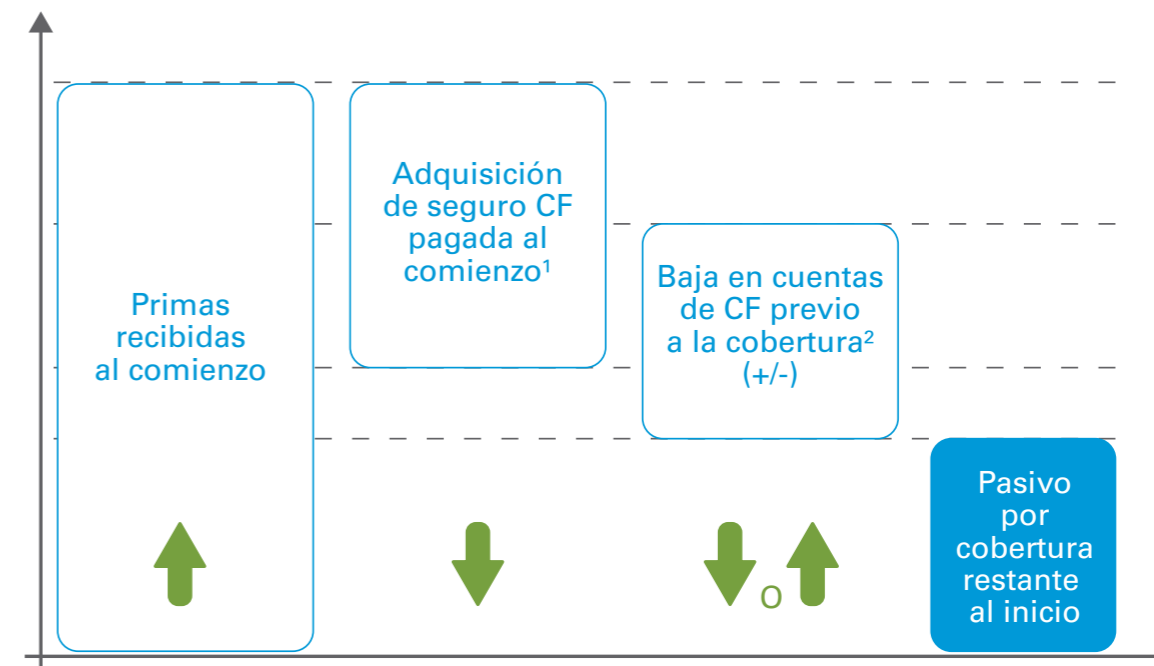 Primas
recibidas
al comienzo
Adquisición
de seguro CF
pagada al
comienzo¹
Baja en cuentas
de CF previo
a la cobertura²
(+/-)
O
Pasivo
por
cobertura
restante
al inicio